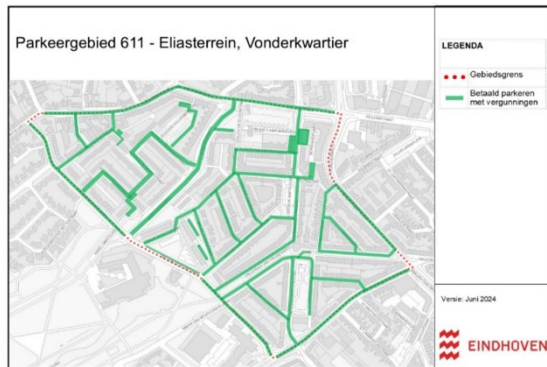 Parkeergebied 611 - Eliasterrein, Vonderkwartier
LEGENDA
Gebiedsgrens
Betaald parkeren
met vergunningen
Versie: Juni 2024
EINDHOVEN